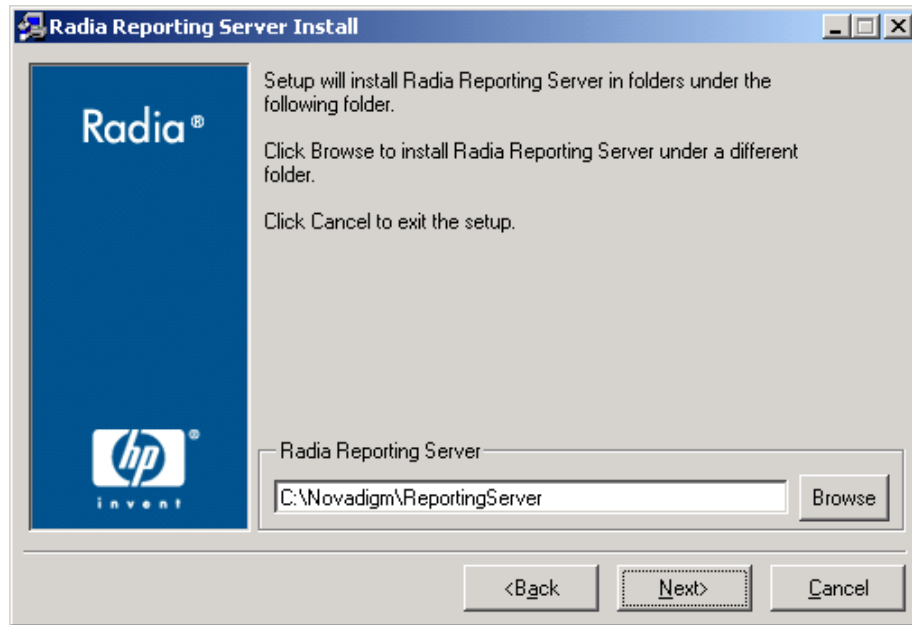 Radia Reporting Server Install
Radia®
Setup will install Radia Reporting Server in folders under the
following folder.
Click Browse to install Radia Reporting Server under a different
folder.
Click Cancel to exit the setup.
hp®
invent
Radia Reporting Server
C:\Novadigm\ReportingServer
Browse
<Back
Next>
Cancel